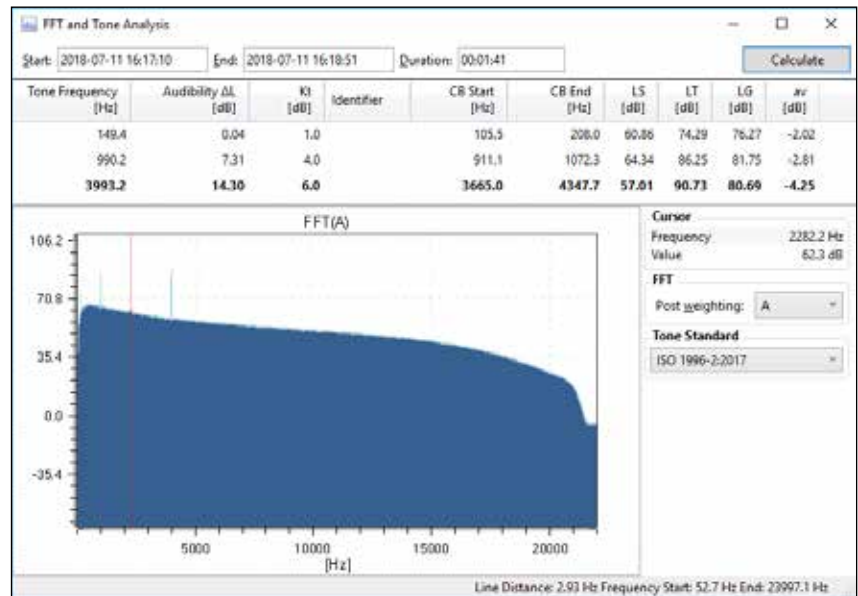 FFT and Tone Analysis
Start: 2018-07-11 16:17:10 End: 2018-07-11 16:18:51 Duration: 00:01:41 Calculate
Tone Frequency [Hz] Audibility ΔL [dB] Kt [dB] Identifier CB Start [Hz] CB End [Hz] LS [dB] LT [dB] LG [dB] av [dB]
149.4 0.04 1.0 105.5 208.0 60.86 74.29 76.27 -2.02
990.2 7.31 4.0 911.1 1072.3 64.34 86.25 81.75 -2.81
3993.2 14.30 6.0 3665.0 4347.7 57.01 90.73 80.69 -4.25
FFT(A)
106.2
70.8
35.4
0.0
-35.4
5000 10000 15000 20000
[Hz]
Cursor
Frequency 2282.2 Hz
Value 62.3 dB
FFT
Post weighting: A
Tone Standard
ISO 1996-2:2017
Line Distance: 2.93 Hz Frequency Start: 52.7 Hz End: 23997.1 Hz